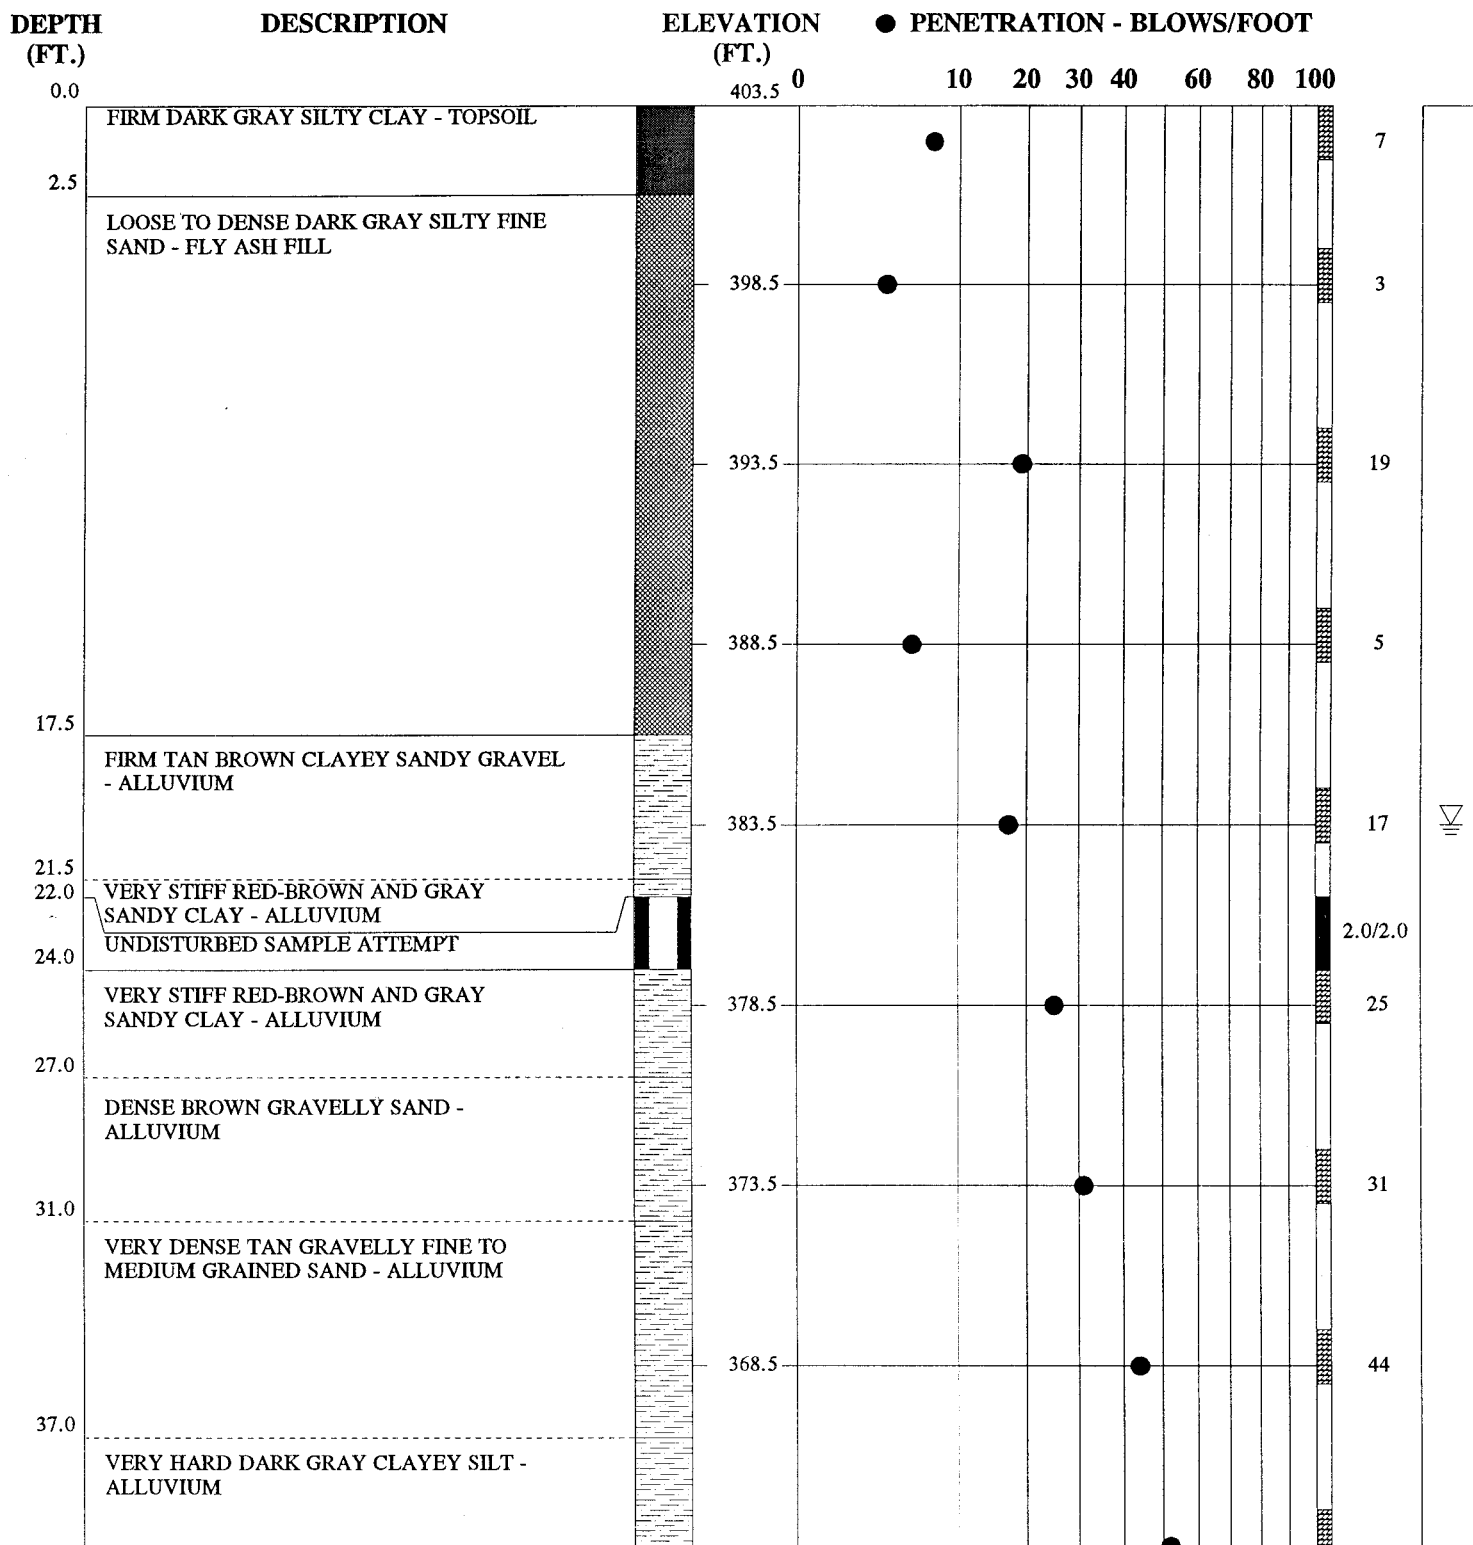 DEPTH DESCRIPTION ELEVATION ● PENETRATION - BLOWS/FOOT
(FT.) (FT.)
0 10 20 30 40 60 80 100
0.0 403.5
FIRM DARK GRAY SILTY CLAY - TOPSOIL
7
2.5
LOOSE TO DENSE DARK GRAY SILTY FINE
SAND - FLY ASH FILL
398.5 3
393.5 19
388.5 5
17.5
FIRM TAN BROWN CLAYEY SANDY GRAVEL
- ALLUVIUM
383.5 17
21.5
22.0 VERY STIFF RED-BROWN AND GRAY
SANDY CLAY - ALLUVIUM
2.0/2.0
UNDISTURBED SAMPLE ATTEMPT
24.0
VERY STIFF RED-BROWN AND GRAY
SANDY CLAY - ALLUVIUM
378.5 25
27.0
DENSE BROWN GRAVELLY SAND -
ALLUVIUM
373.5 31
31.0
VERY DENSE TAN GRAVELLY FINE TO
MEDIUM GRAINED SAND - ALLUVIUM
368.5 44
37.0
VERY HARD DARK GRAY CLAYEY SILT -
ALLUVIUM